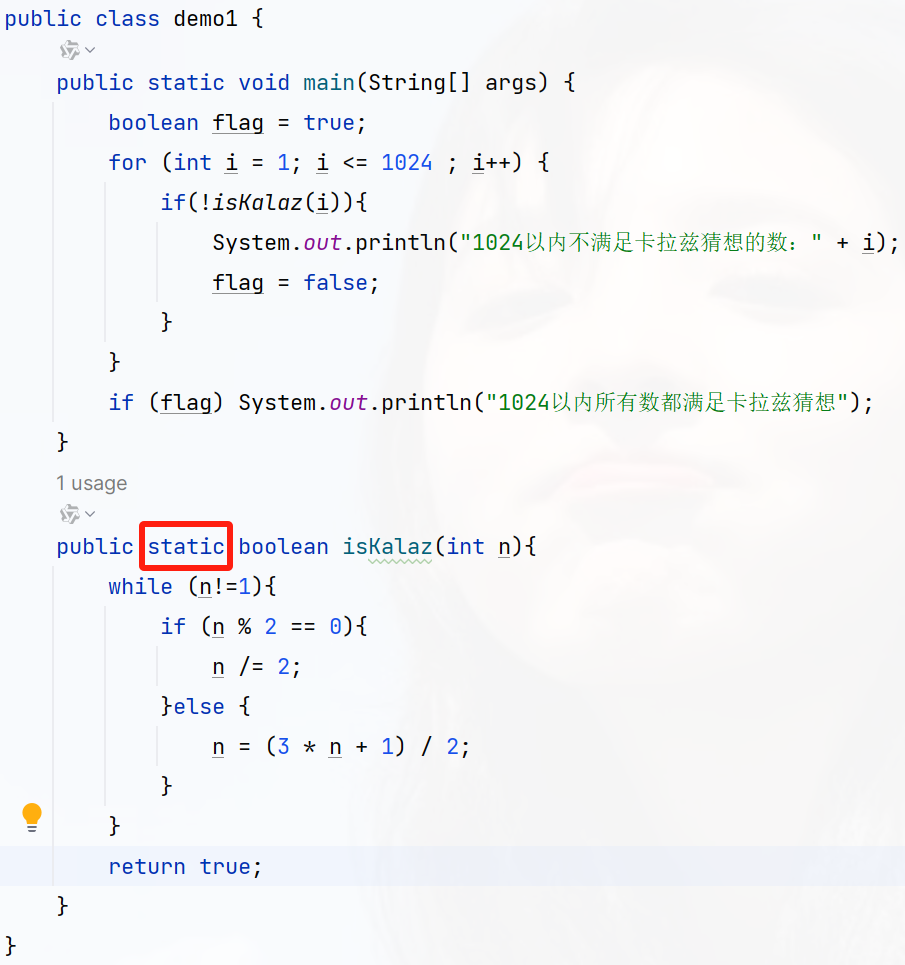 public class demo1 {
public static void main(String[] args) {
boolean flag = true;
for (int i = 1; i <= 1024 ; i++) {
if(!isKalaz(i)){
System.out.println("1024以内不满足卡拉兹猜想的数：" + i);
flag = false;
}
}
if (flag) System.out.println("1024以内所有数都满足卡拉兹猜想");
}
1 usage
public static boolean isKalaz(int n){
while (n!=1){
if (n % 2 == 0){
n /= 2;
}else {
n = (3 * n + 1) / 2;
}
}
return true;
}
}